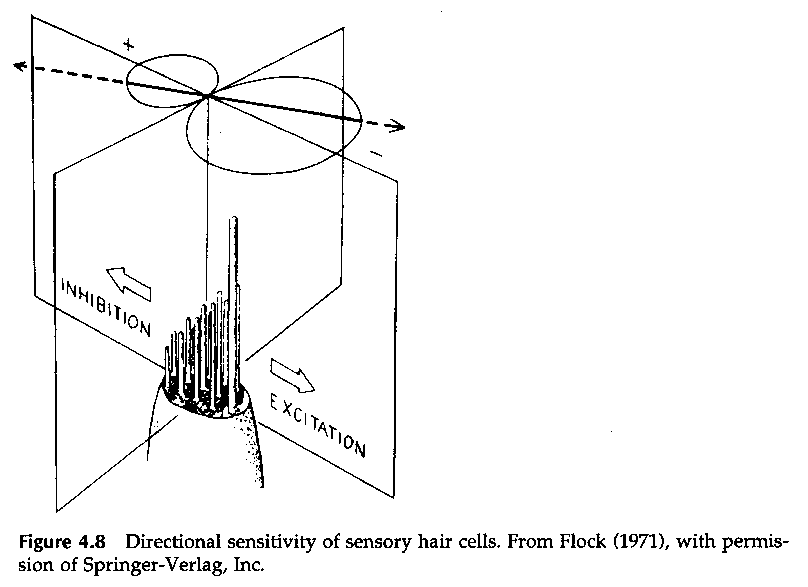 +
−
INHIBITION
EXCITATION
Figure 4.8 Directional sensitivity of sensory hair cells. From Flock (1971), with permis-
sion of Springer-Verlag, Inc.